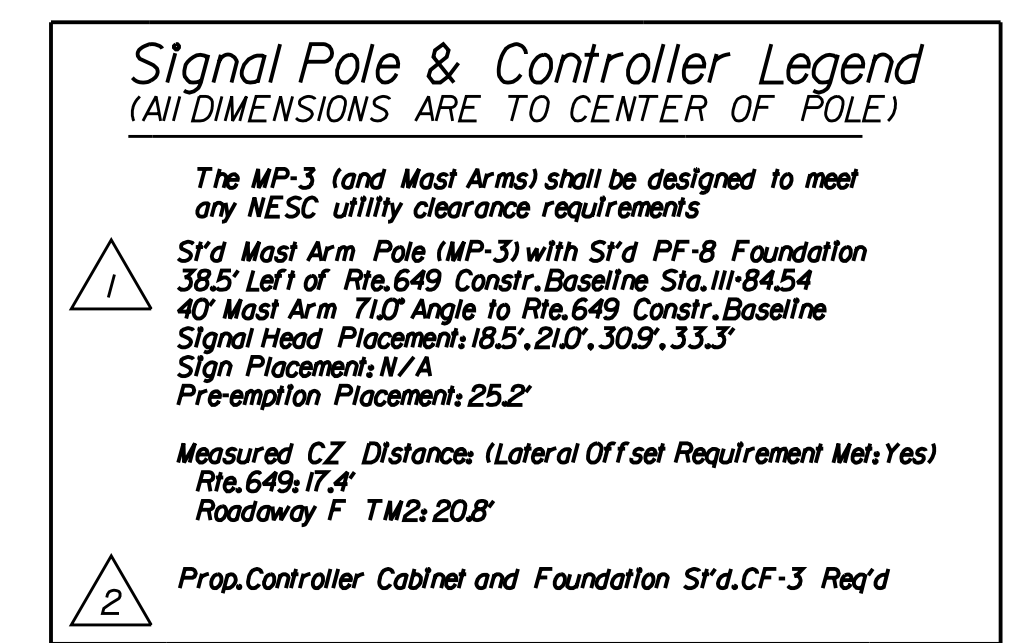 Signal Pole & Controller Legend
(All DIMENSIONS ARE TO CENTER OF POLE)
The MP-3 (and Mast Arms) shall be designed to meet
any NESC utility clearance requirements
1
St'd Mast Arm Pole (MP-3) with St'd PF-8 Foundation
38.5' Left of Rte. 649 Constr. Baseline Sta. 111+84.54
40' Mast Arm 71.0° Angle to Rte. 649 Constr. Baseline
Signal Head Placement: 18.5', 21.0', 30.9', 33.3'
Sign Placement: N/A
Pre-emption Placement: 25.2'
Measured CZ Distance: (Lateral Offset Requirement Met: Yes)
Rte. 649: 17.4'
Roadaway F TM2: 20.8'
2
Prop. Controller Cabinet and Foundation St'd. CF-3 Req'd